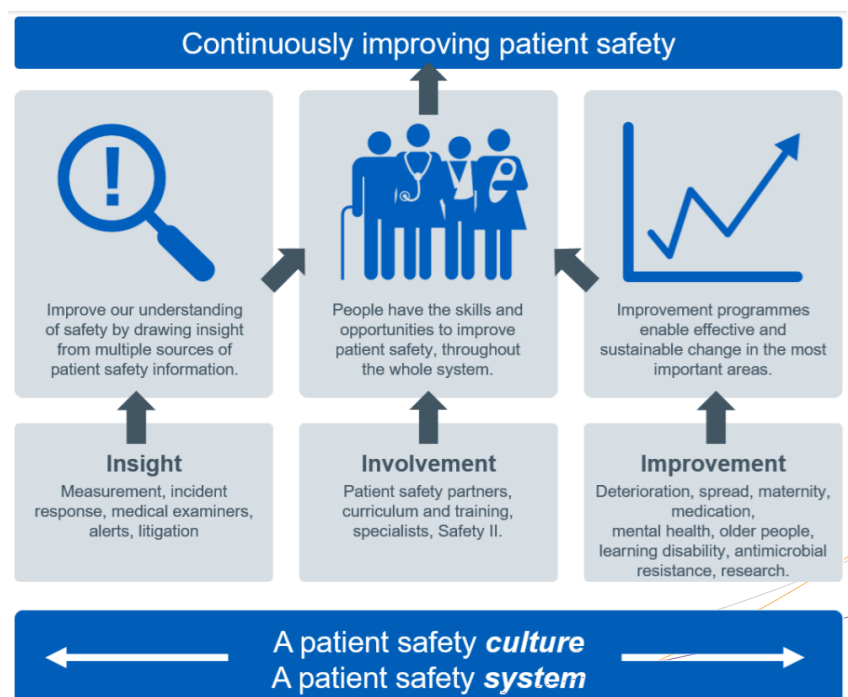 Continuously improving patient safety
!
Improve our understanding
of safety by drawing insight
from multiple sources of
patient safety information.
People have the skills and
opportunities to improve
patient safety, throughout
the whole system.
Improvement programmes
enable effective and
sustainable change in the most
important areas.
Insight
Measurement, incident
response, medical examiners,
alerts, litigation
Involvement
Patient safety partners,
curriculum and training,
specialists, Safety II.
Improvement
Deterioration, spread, maternity,
medication,
mental health, older people,
learning disability, antimicrobial
resistance, research.
A patient safety culture
A patient safety system